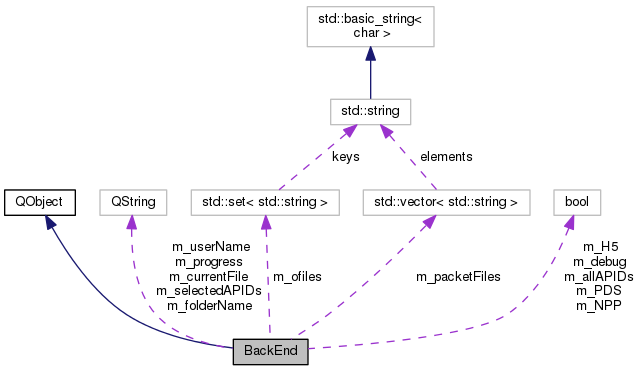 std::basic_string<
char >
std::string
keys
elements
QObject
QString
std::set< std::string >
std::vector< std::string >
bool
m_userName
m_progress
m_currentFile
m_selectedAPIDs
m_folderName
m_ofiles
m_packetFiles
m_H5
m_debug
m_allAPIDs
m_PDS
m_NPP
BackEnd